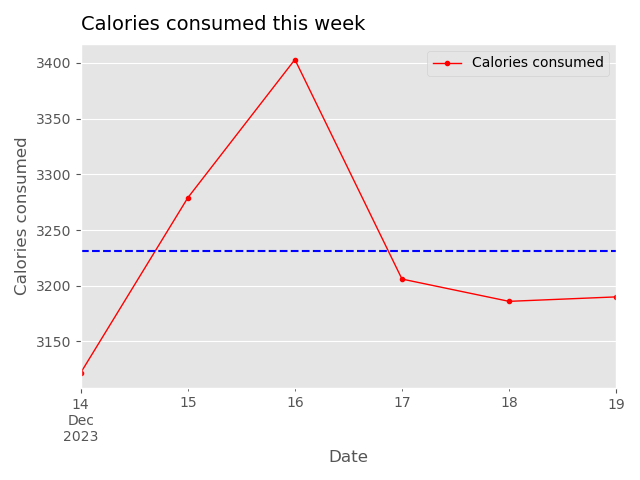 Calories consumed this week
Calories consumed
3400
3350
3300
3250
3200
3150
Calories consumed
14
Dec
2023
15
16
17
18
19
Date